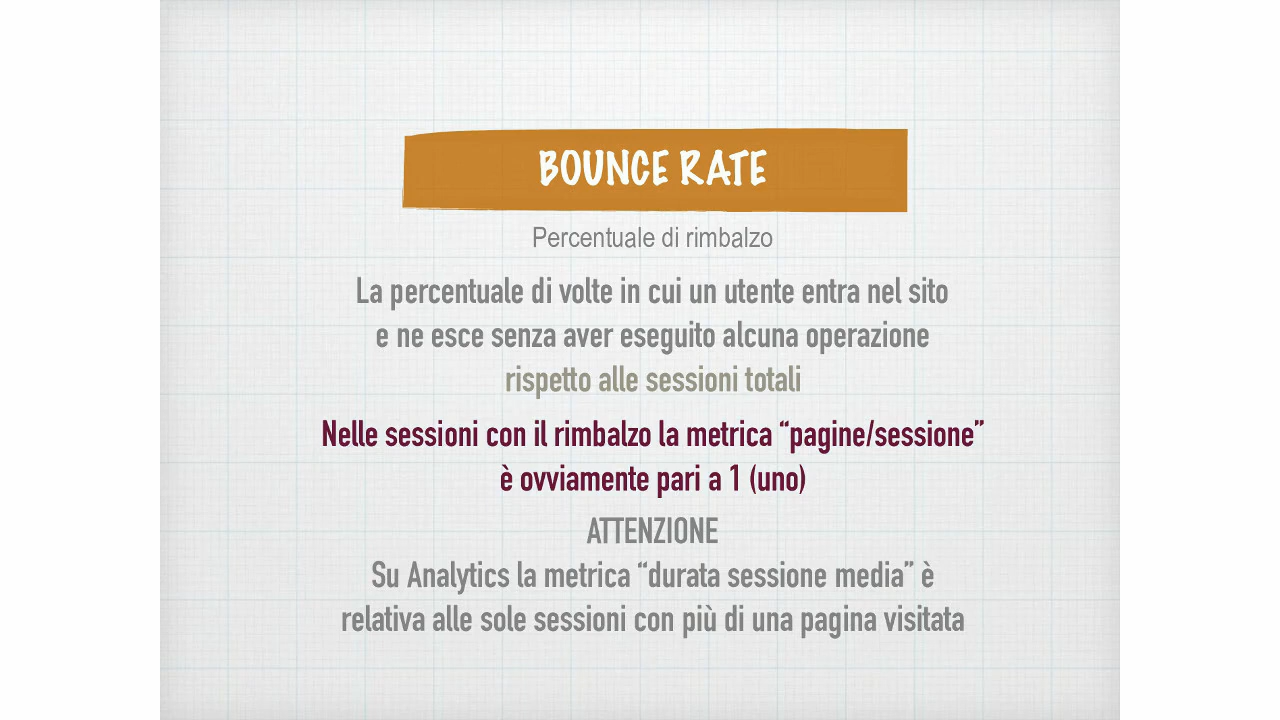 BOUNCE RATE
Percentuale di rimbalzo
La percentuale di volte in cui un utente entra nel sito
e ne esce senza aver eseguito alcuna operazione
rispetto alle sessioni totali
Nelle sessioni con il rimbalzo la metrica “pagine/sessione”
è ovviamente pari a 1 (uno)
ATTENZIONE
Su Analytics la metrica “durata sessione media” è
relativa alle sole sessioni con più di una pagina visitata